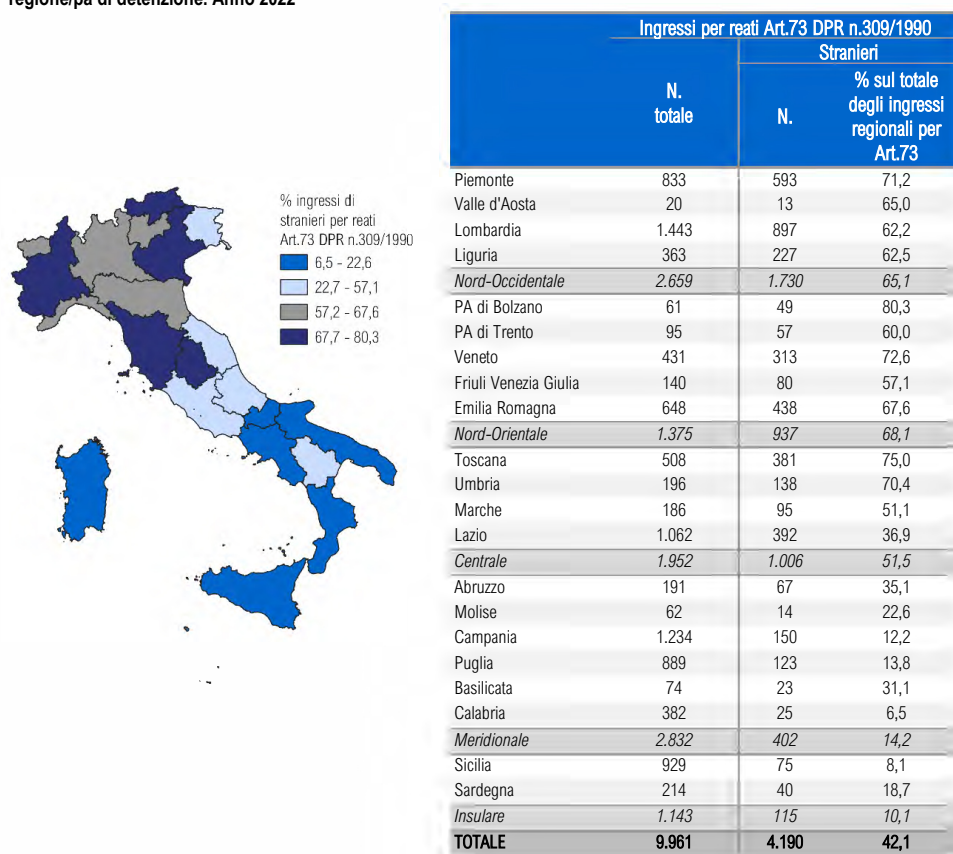 regione/pa di detenzione. Anno 2022
% ingressi di
stranieri per reati
Art.73 DPR n.309/1990
6,5 - 22,6
22,7 - 57,1
57,2 - 67,6
67,7 - 80,3
Ingressi per reati Art.73 DPR n.309/1990
Stranieri
N.
totale
N.
% sul totale
degli ingressi
regionali per
Art.73
Piemonte 833 593 71,2
Valle d'Aosta 20 13 65,0
Lombardia 1.443 897 62,2
Liguria 363 227 62,5
Nord-Occidentale 2.659 1.730 65,1
PA di Bolzano 61 49 80,3
PA di Trento 95 57 60,0
Veneto 431 313 72,6
Friuli Venezia Giulia 140 80 57,1
Emilia Romagna 648 438 67,6
Nord-Orientale 1.375 937 68,1
Toscana 508 381 75,0
Umbria 196 138 70,4
Marche 186 95 51,1
Lazio 1.062 392 36,9
Centrale 1.952 1.006 51,5
Abruzzo 191 67 35,1
Molise 62 14 22,6
Campania 1.234 150 12,2
Puglia 889 123 13,8
Basilicata 74 23 31,1
Calabria 382 25 6,5
Meridionale 2.832 402 14,2
Sicilia 929 75 8,1
Sardegna 214 40 18,7
Insulare 1.143 115 10,1
TOTALE 9.961 4.190 42,1